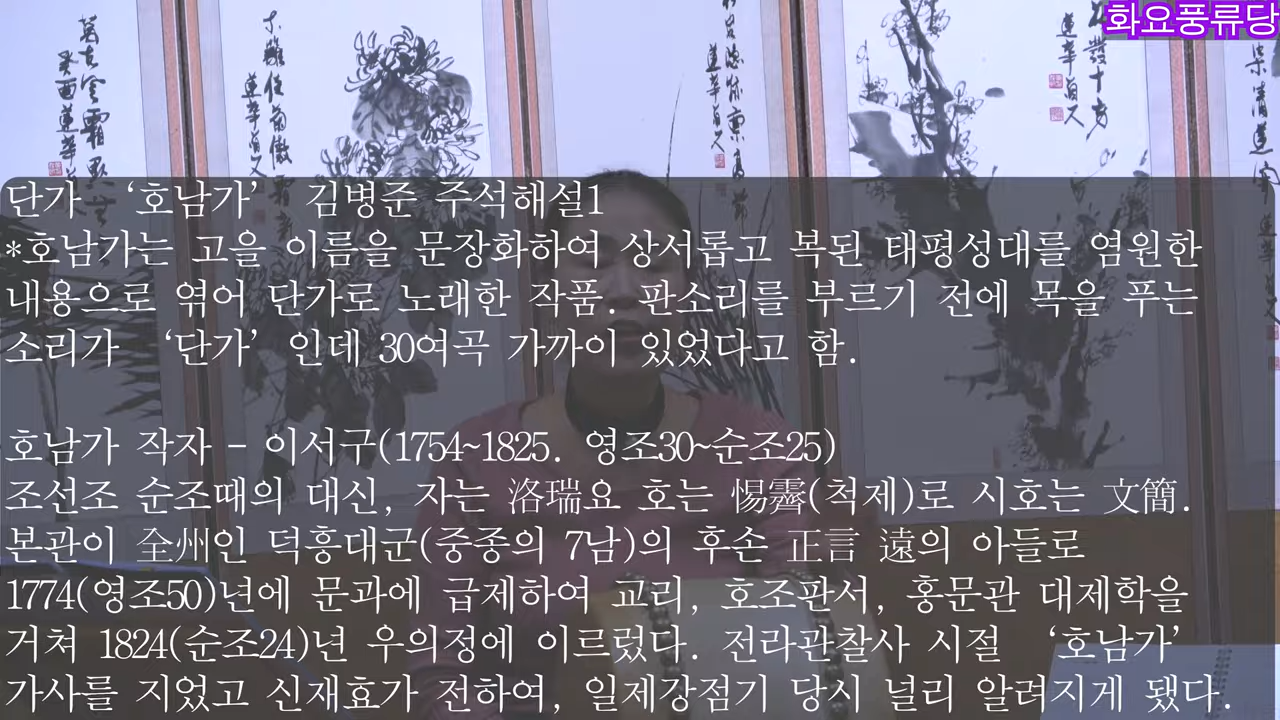 화요풍류당
단가 ‘호남가’ 김병준 주석해설1
*호남가는 고을 이름을 문장화하여 상서롭고 복된 태평성대를 염원한
내용으로 엮어 단가로 노래한 작품. 판소리를 부르기 전에 목을 푸는
소리가 ‘단가’인데 30여곡 가까이 있었다고 함.
호남가 작자 - 이서구(1754~1825. 영조30~순조25)
조선조 순조때의 대신, 자는 洛瑞요 호는 惕霽(척제)로 시호는 文簡.
본관이 全州인 덕흥대군(중종의 7남)의 후손 正言 遠의 아들로
1774(영조50)년에 문과에 급제하여 교리, 호조판서, 홍문관 대제학을
거쳐 1824(순조24)년 우의정에 이르렀다. 전라관찰사 시절 ‘호남가’
가사를 지었고 신재효가 전하여, 일제강점기 당시 널리 알려지게 됐다.